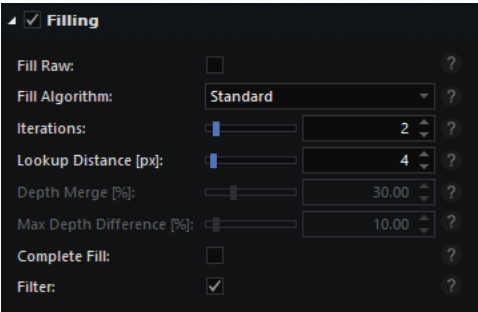 Filling
Fill Raw: ?
Fill Algorithm: Standard ?
Iterations: 2 ?
Lookup Distance [px]: 4 ?
Depth Merge [%]: 30.00 ?
Max Depth Difference [%]: 10.00 ?
Complete Fill: ?
Filter: ?